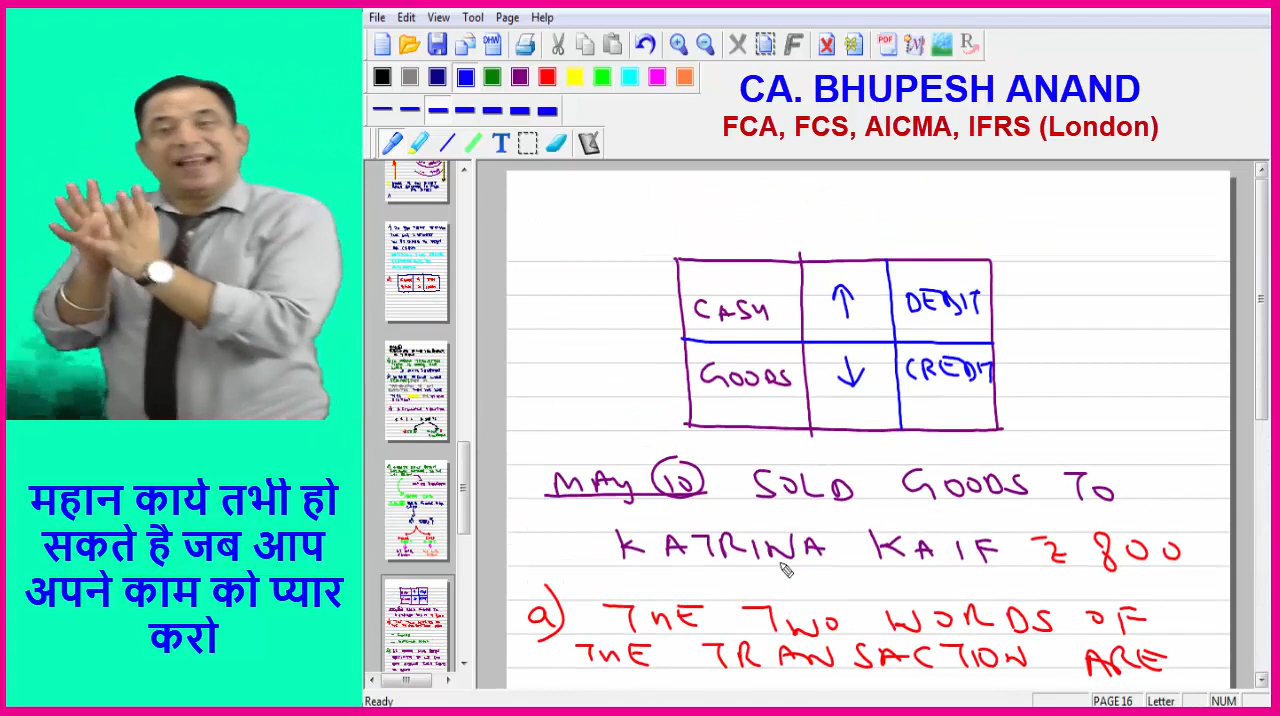 File Edit View Tool Page Help
CA. BHUPESH ANAND
FCA, FCS, AICMA, IFRS (London)
CASH ↑ DEBIT
GOODS ↓ CREDIT
MAY 10 SOLD GOODS TO
KATRINA KAIF ₹ 800
a) THE TWO WORDS OF
THE TRANSACTION ARE
महान कार्य तभी हो
सकते है जब आप
अपने काम को प्यार
करो
Ready PAGE 16 Letter NUM